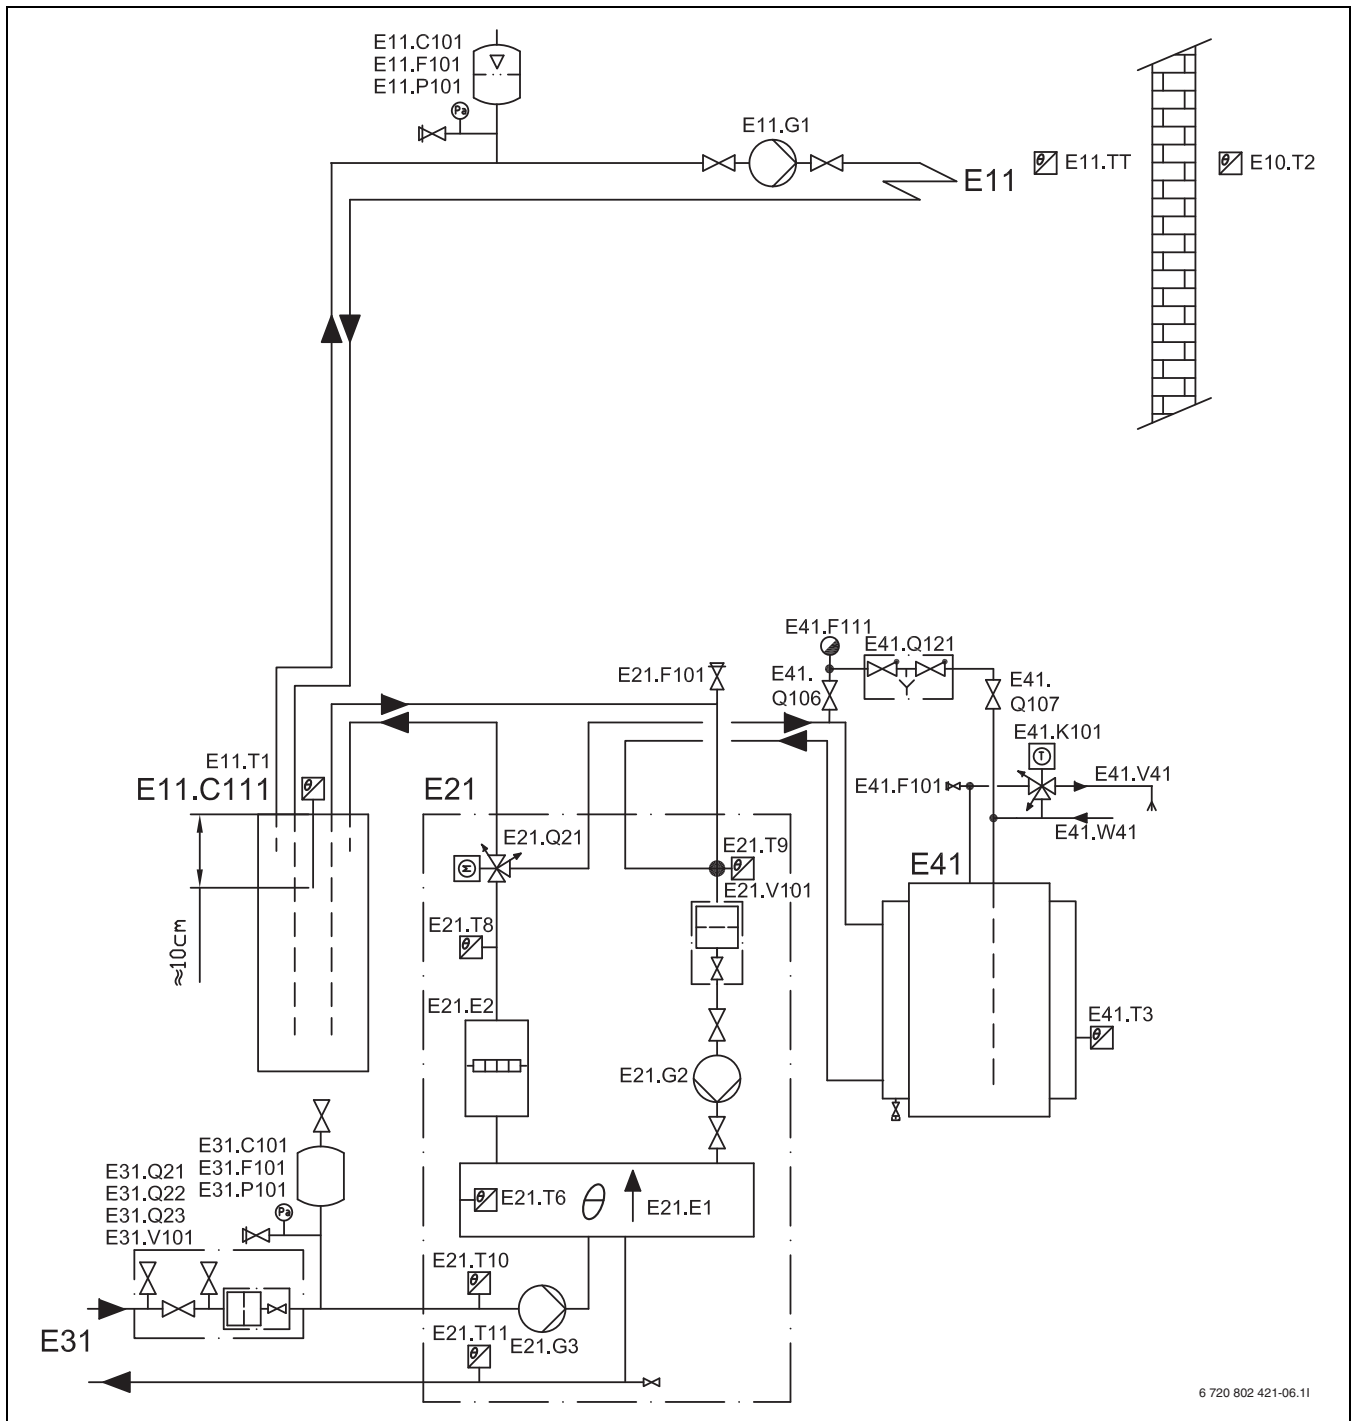 E11.C101
E11.F101
E11.P101
Pa
E11.G1
E11
θ E11.TT
θ E10.T2
E41.F111
E41.Q121
E21.F101
E41.
Q106
E41.
Q107
E41.K101
T
E11.T1
θ
E11.C111
E21
E41.F101
E41.V41
E41.W41
E21.Q21
M
E21.T9
θ
E21.V101
E41
E21.T8
θ
≈10cm
E21.E2
E41.T3
θ
E21.G2
E31.C101
E31.F101
E31.P101
Pa
E31.Q21
E31.Q22
E31.Q23
E31.V101
θ E21.T6
θ
E21.E1
E21.T10
θ
E31
E21.T11
θ
E21.G3
6 720 802 421-06.1I